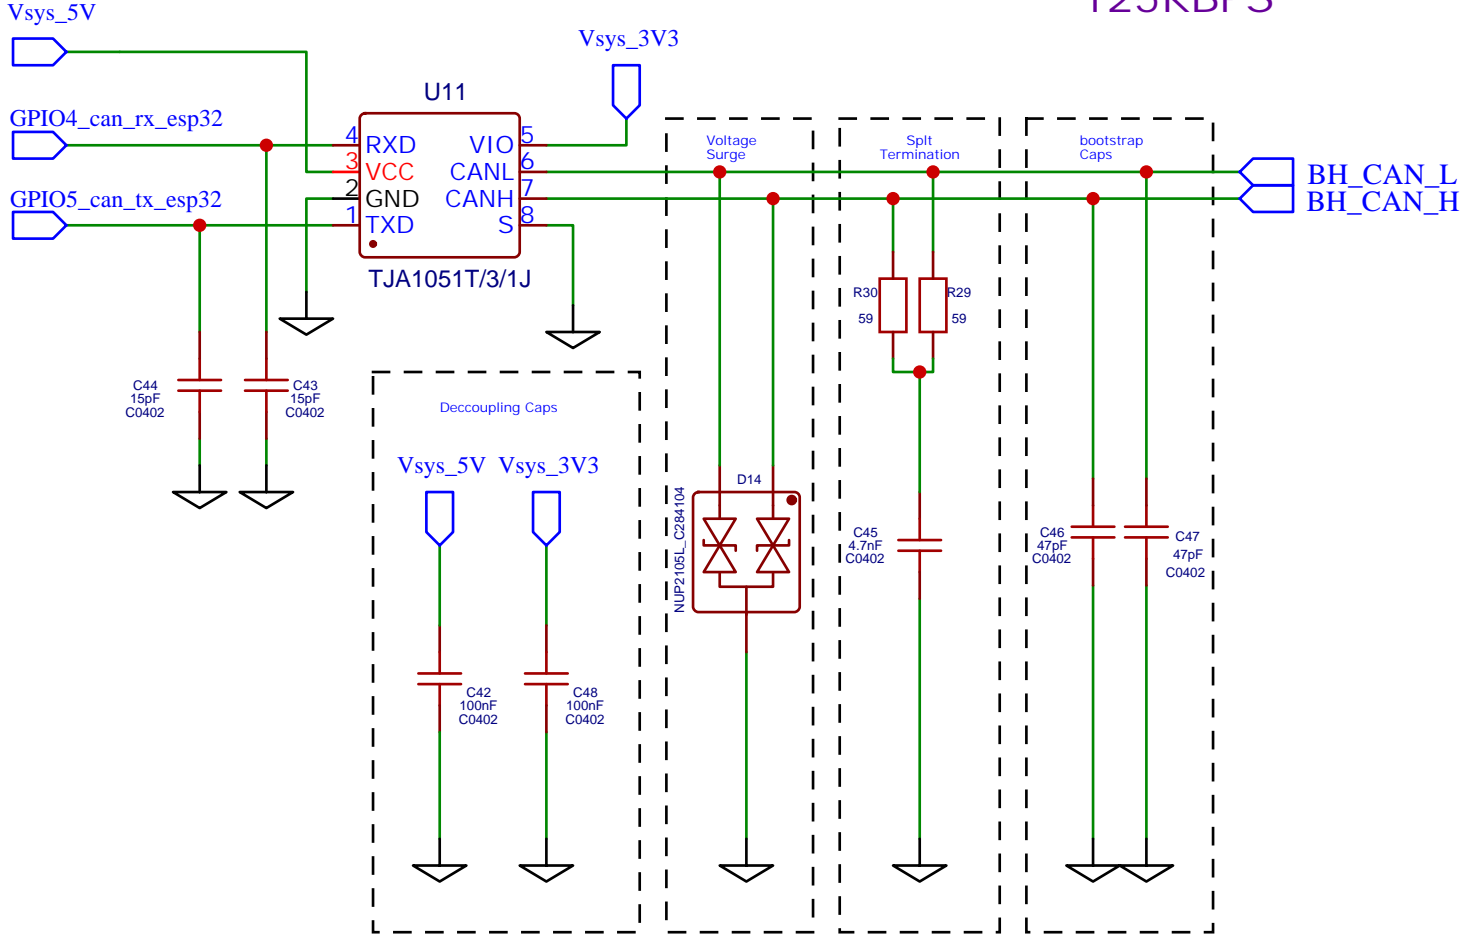 125KBPS
Vsys_5V
Vsys_3V3
U11
GPIO4_can_rx_esp32
GPIO5_can_tx_esp32
4 RXD VIO 5
3 VCC CANL 6
2 GND CANH 7
1 TXD S 8
TJA1051T/3/1J
Voltage
Surge
Splt
Termination
bootstrap
Caps
BH_CAN_L
BH_CAN_H
R30
59
R29
59
C44
15pF
C0402
C43
15pF
C0402
Deccoupling Caps
Vsys_5V Vsys_3V3
D14
NUP2105L_C284104
C45
4.7nF
C0402
C46
47pF
C0402
C47
47pF
C0402
C42
100nF
C0402
C48
100nF
C0402